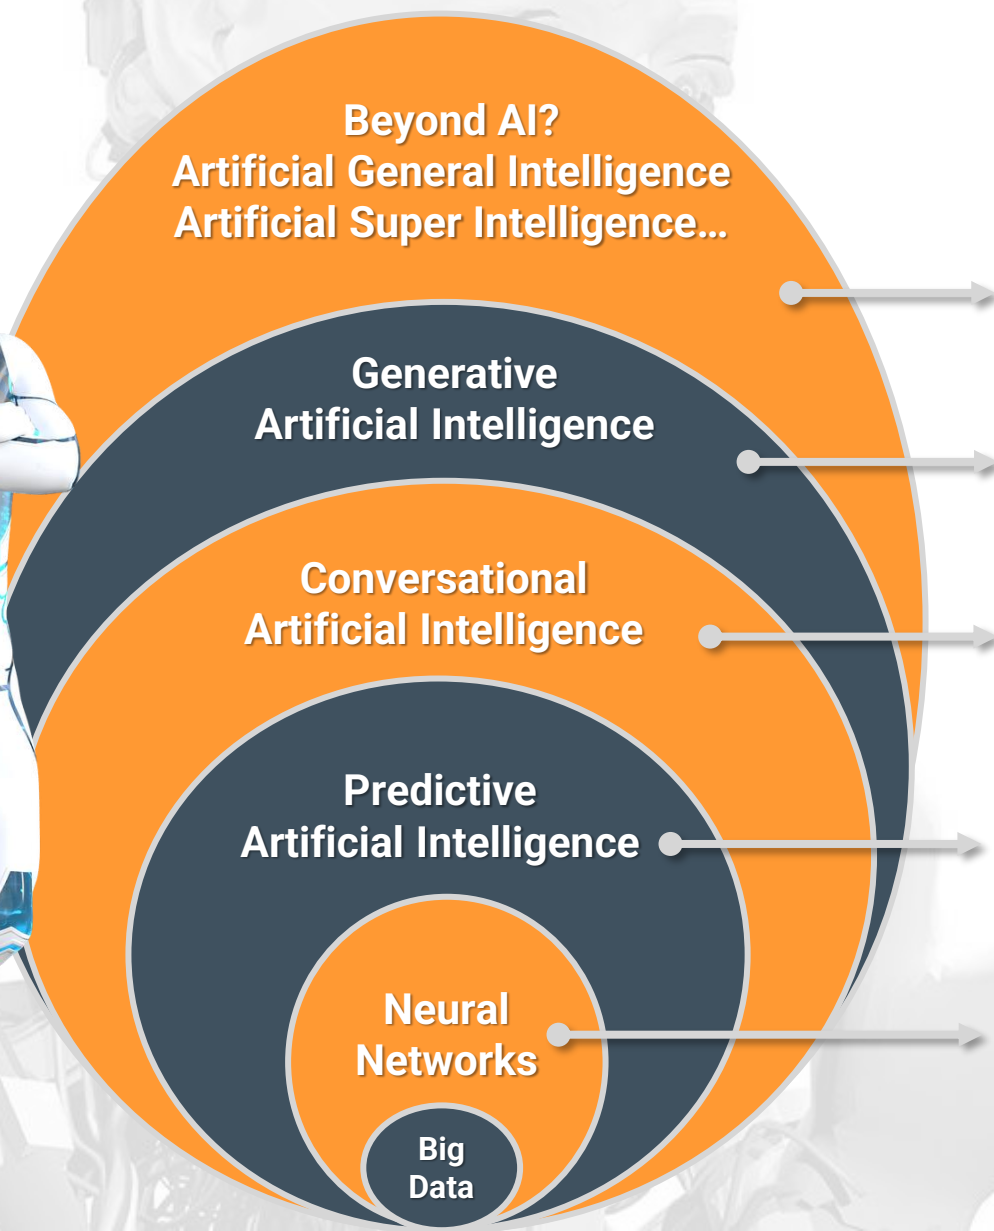 Beyond AI?
Artificial General Intelligence
Artificial Super Intelligence…
Generative
Artificial Intelligence
Conversational
Artificial Intelligence
Predictive
Artificial Intelligence
Neural
Networks
Big
Data